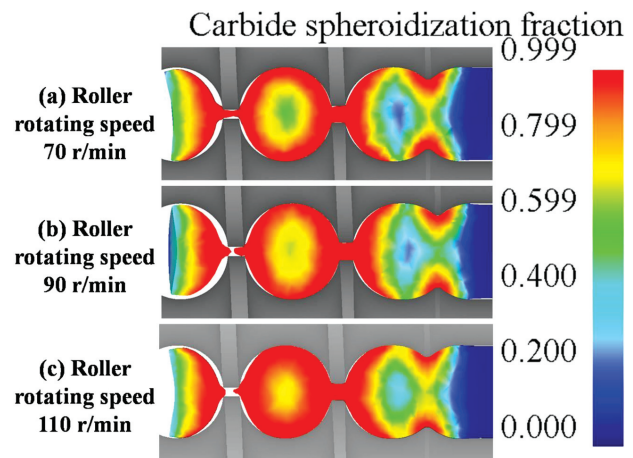 Carbide spheroidization fraction
(a) Roller
rotating speed
70 r/min
(b) Roller
rotating speed
90 r/min
(c) Roller
rotating speed
110 r/min
0.999
0.799
0.599
0.400
0.200
0.000